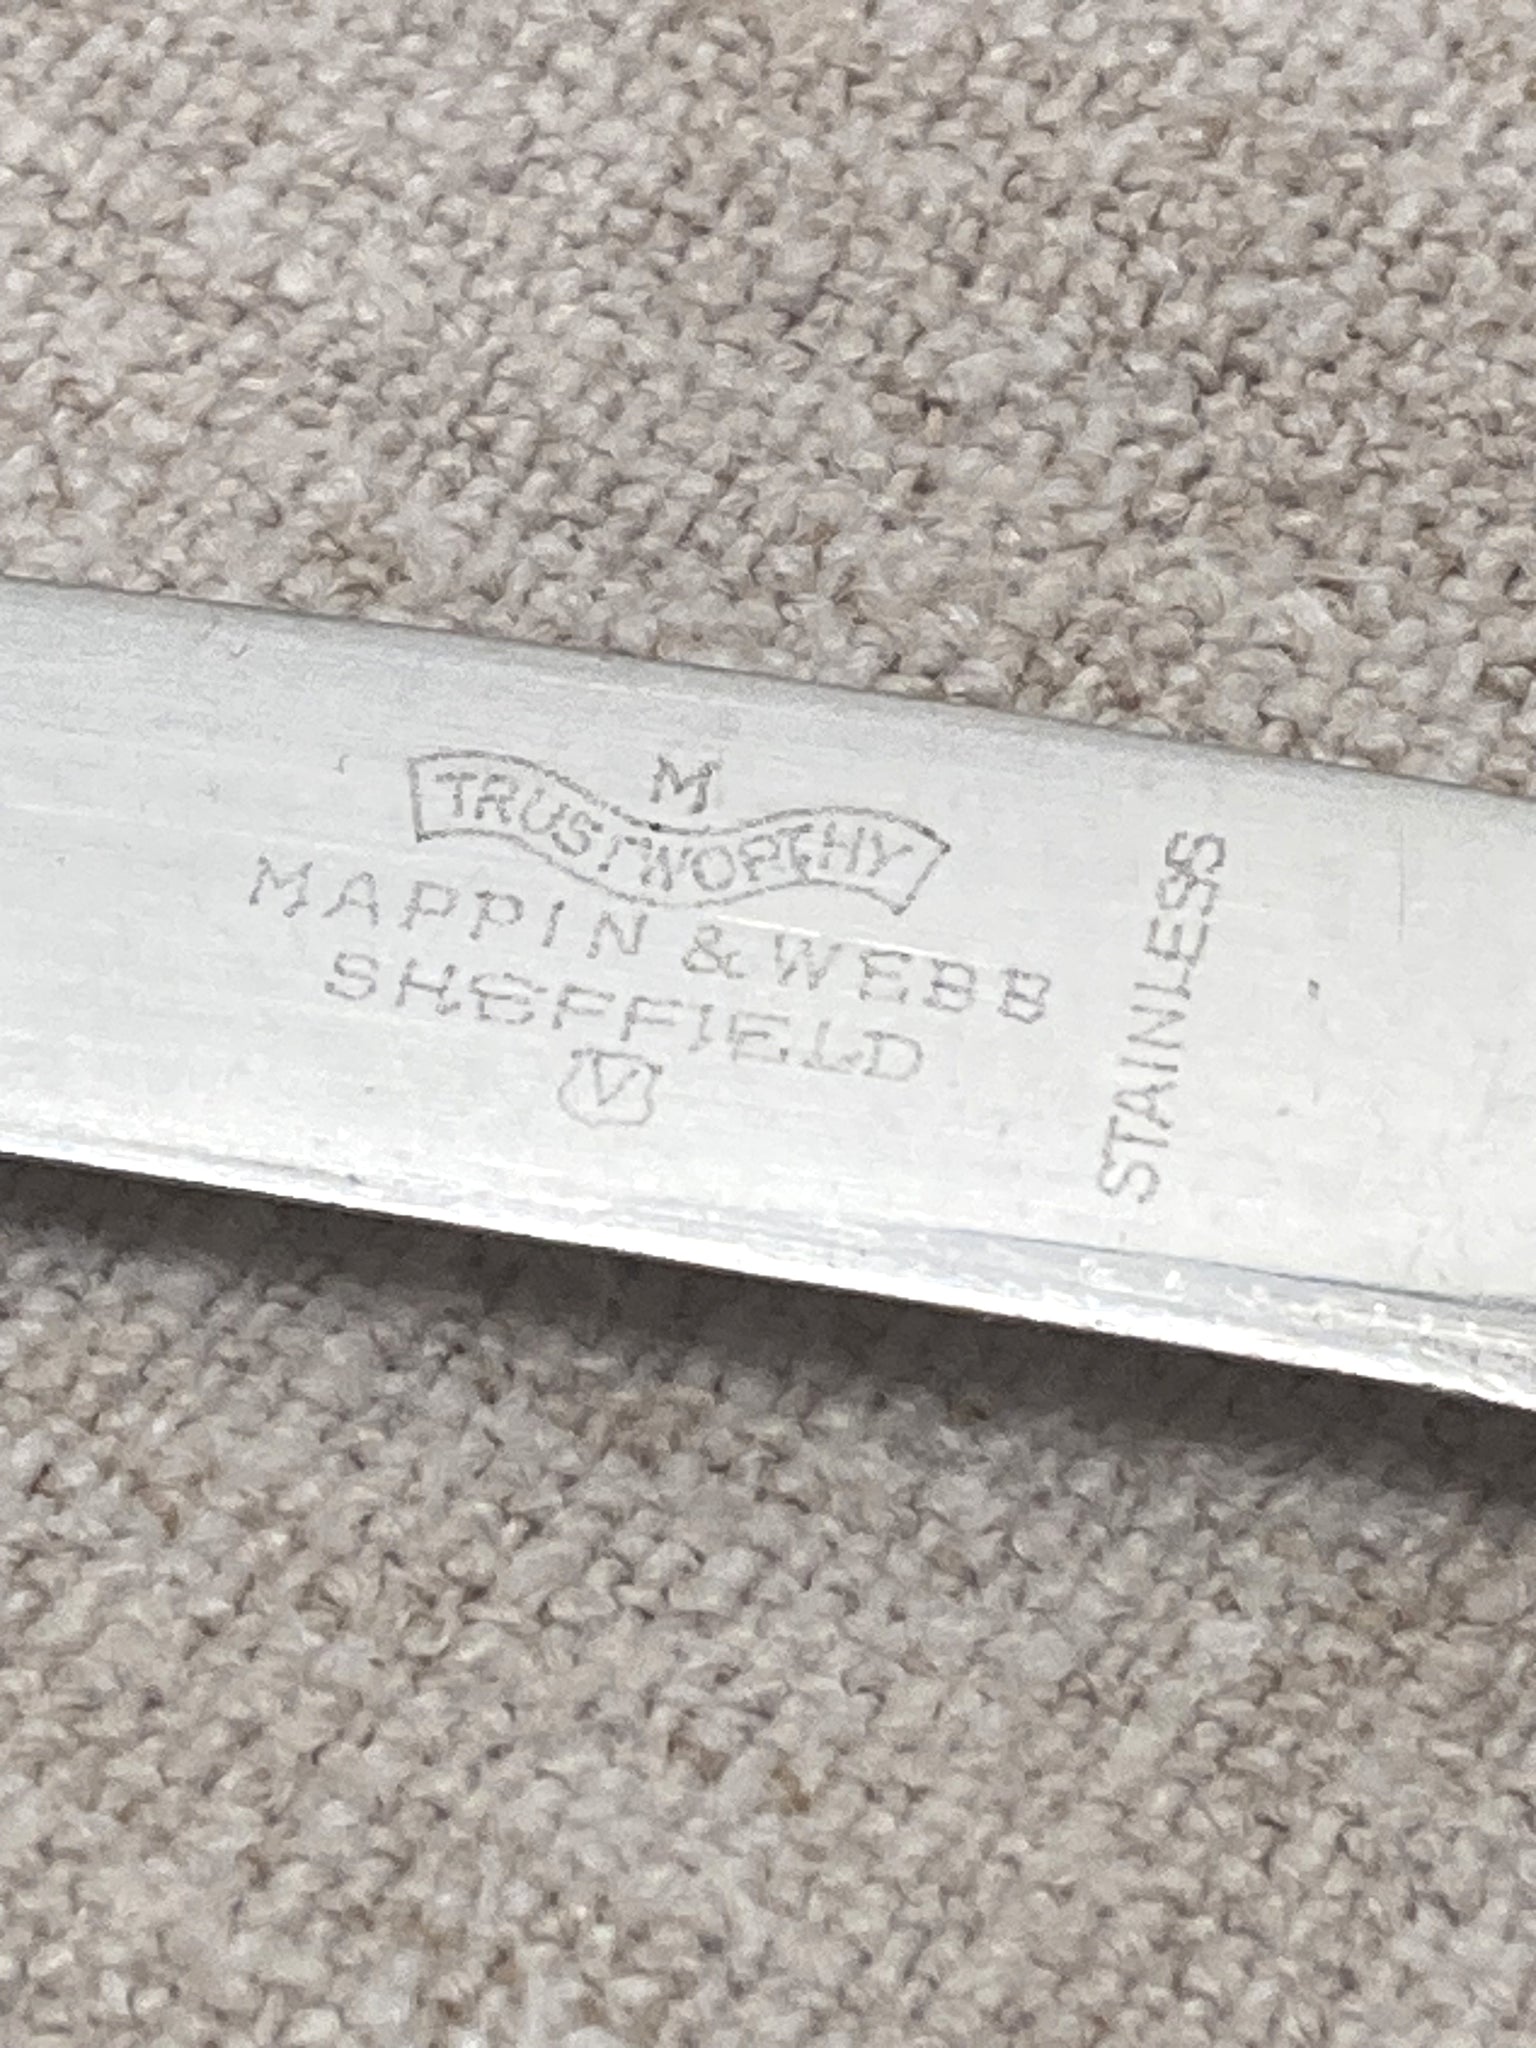 M
TRUSTWORTHY
MAPPIN & WEBB
SHEFFIELD
V
STAINLESS